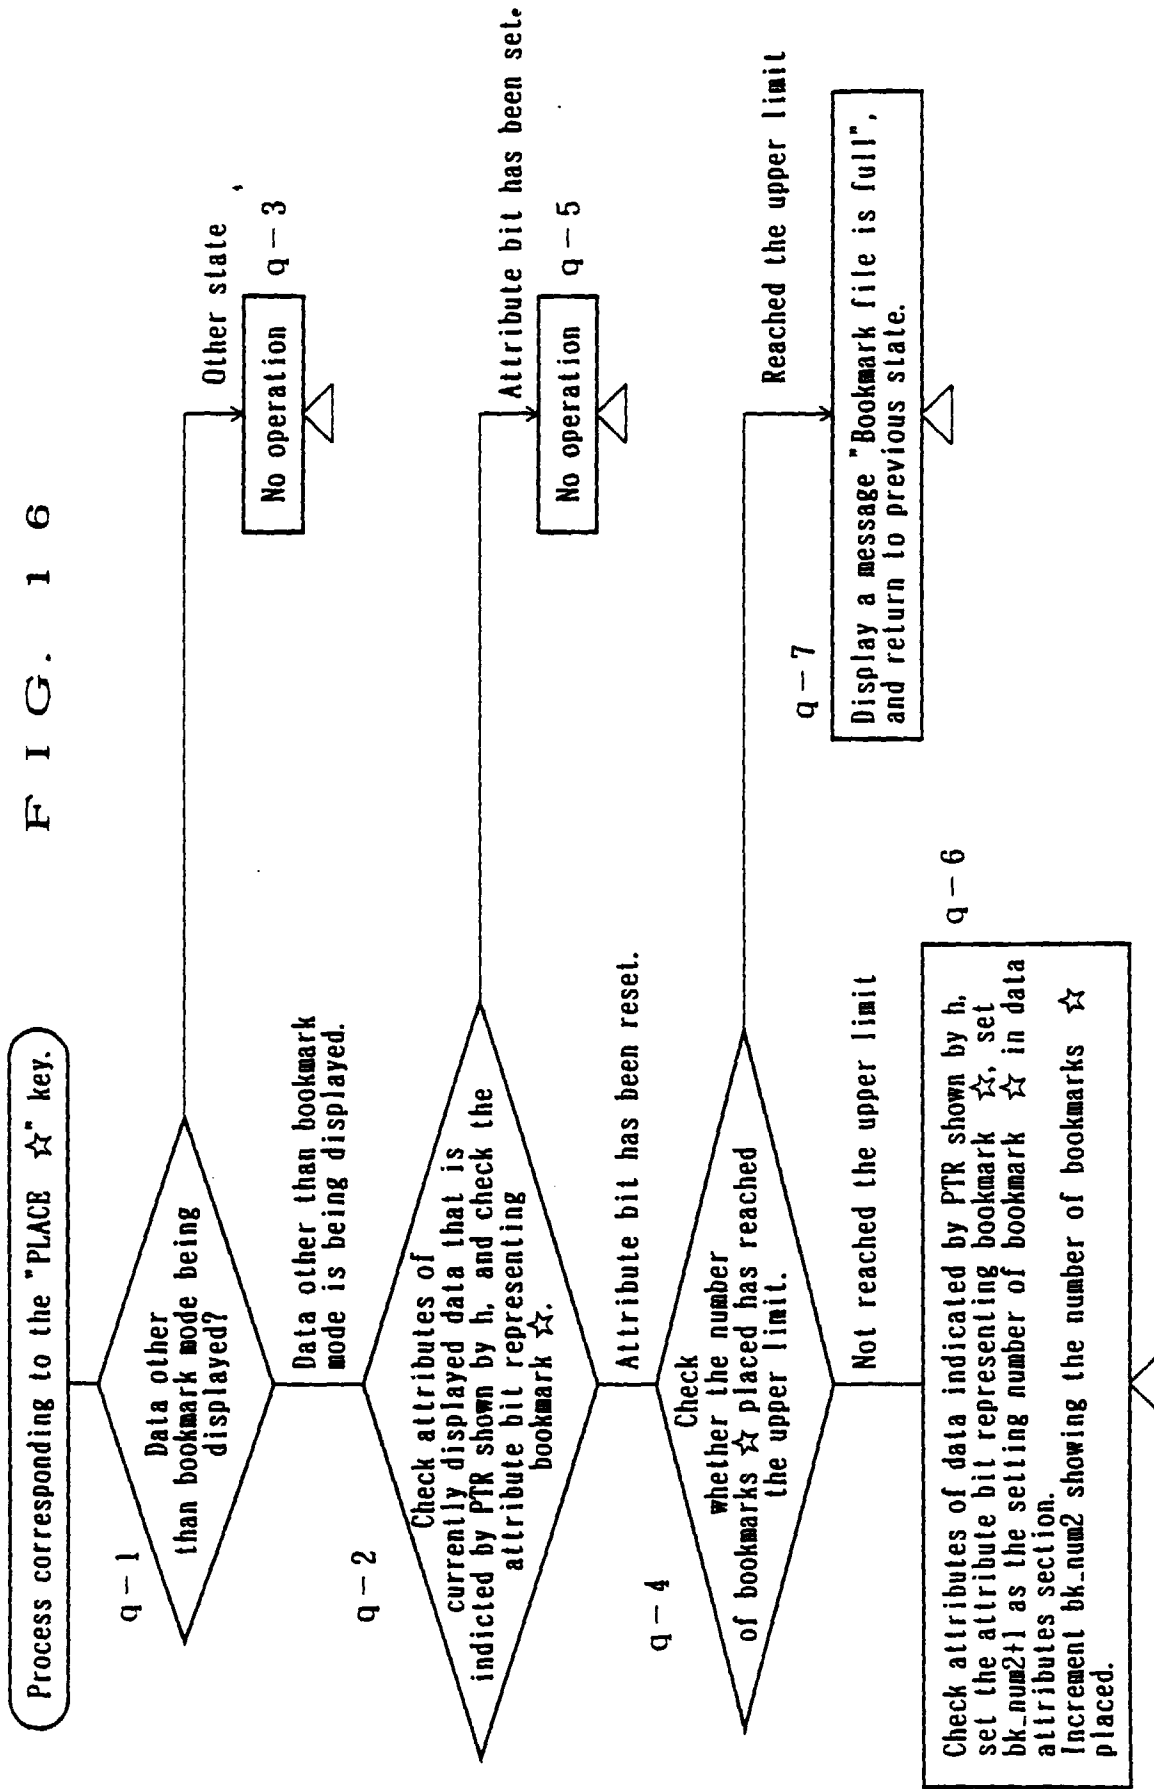 FIG. 16
Process corresponding to the "PLACE ☆" key.
q-1
Data other
than bookmark mode being
displayed?
Other state
No operation
q-3
Data other than bookmark
mode is being displayed.
q-2
Check attributes of
currently displayed data that is
indicted by PTR shown by h, and check the
attribute bit representing
bookmark ☆.
Attribute bit has been set.
No operation
q-5
Attribute bit has been reset.
q-4
Check
whether the number
of bookmarks ☆ placed has reached
the upper limit.
Reached the upper limit
q-7
Display a message "Bookmark file is full",
and return to previous state.
Not reached the upper limit
q-6
Check attributes of data indicated by PTR shown by h,
set the attribute bit representing bookmark ☆, set
bk_num2+1 as the setting number of bookmark ☆ in data
attributes section.
Increment bk_num2 showing the number of bookmarks ☆
placed.